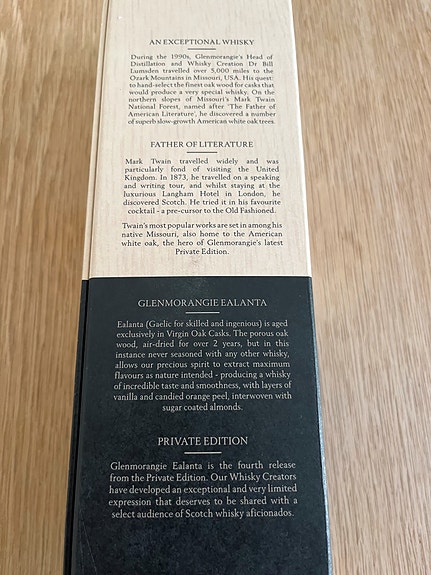 AN EXCEPTIONAL WHISKY
During the 1990s, Glenmorangie's Head of
Distillation and Whisky Creation Dr Bill
Lumsden travelled over 5,000 miles to the
Ozark Mountains in Missouri, USA. His quest:
to hand-select the finest oak wood for casks that
would produce a very special whisky. On the
northern slopes of Missouri's Mark Twain
National Forest, named after 'The Father of
American Literature', he discovered a number
of superb slow-growth American white oak trees.
FATHER OF LITERATURE
Mark Twain travelled widely and was
particularly fond of visiting the United
Kingdom. In 1873, he travelled on a speaking
and writing tour, and whilst staying at the
luxurious Langham Hotel in London, he
discovered Scotch. He tried it in his favourite
cocktail - a pre-cursor to the Old Fashioned.
Twain's most popular works are set in among his
native Missouri, also home to the American
white oak, the hero of Glenmorangie's latest
Private Edition.
GLENMORANGIE EALANTA
Ealanta (Gaelic for skilled and ingenious) is aged
exclusively in Virgin Oak Casks. The porous oak
wood, air-dried for over 2 years, but in this
instance never seasoned with any other whisky,
allows our precious spirit to extract maximum
flavours as nature intended - producing a whisky
of incredible taste and smoothness, with layers of
vanilla and candied orange peel, interwoven with
sugar coated almonds.
PRIVATE EDITION
Glenmorangie Ealanta is the fourth release
from the Private Edition. Our Whisky Creators
have developed an exceptional and very limited
expression that deserves to be shared with a
select audience of Scotch whisky aficionados.